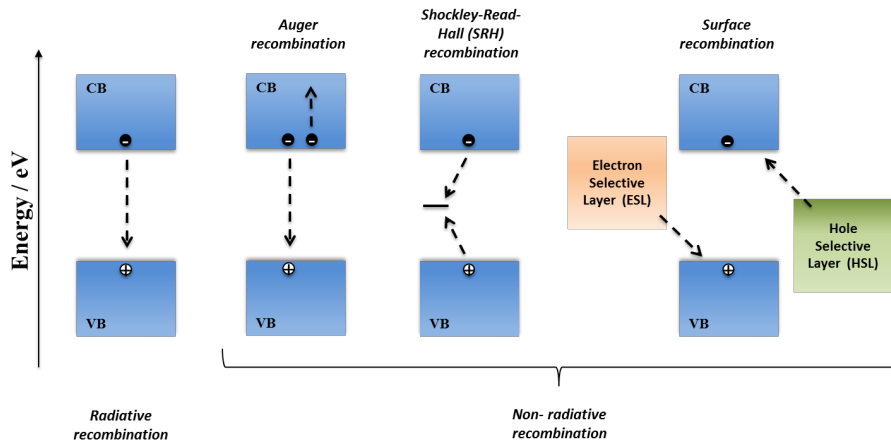 Energy / eV
Auger
recombination
Shockley-Read-
Hall (SRH)
recombination
Surface
recombination
CB
CB
CB
CB
Electron
Selective
Layer (ESL)
Hole
Selective
Layer (HSL)
VB
VB
VB
VB
Radiative
recombination
Non- radiative
recombination